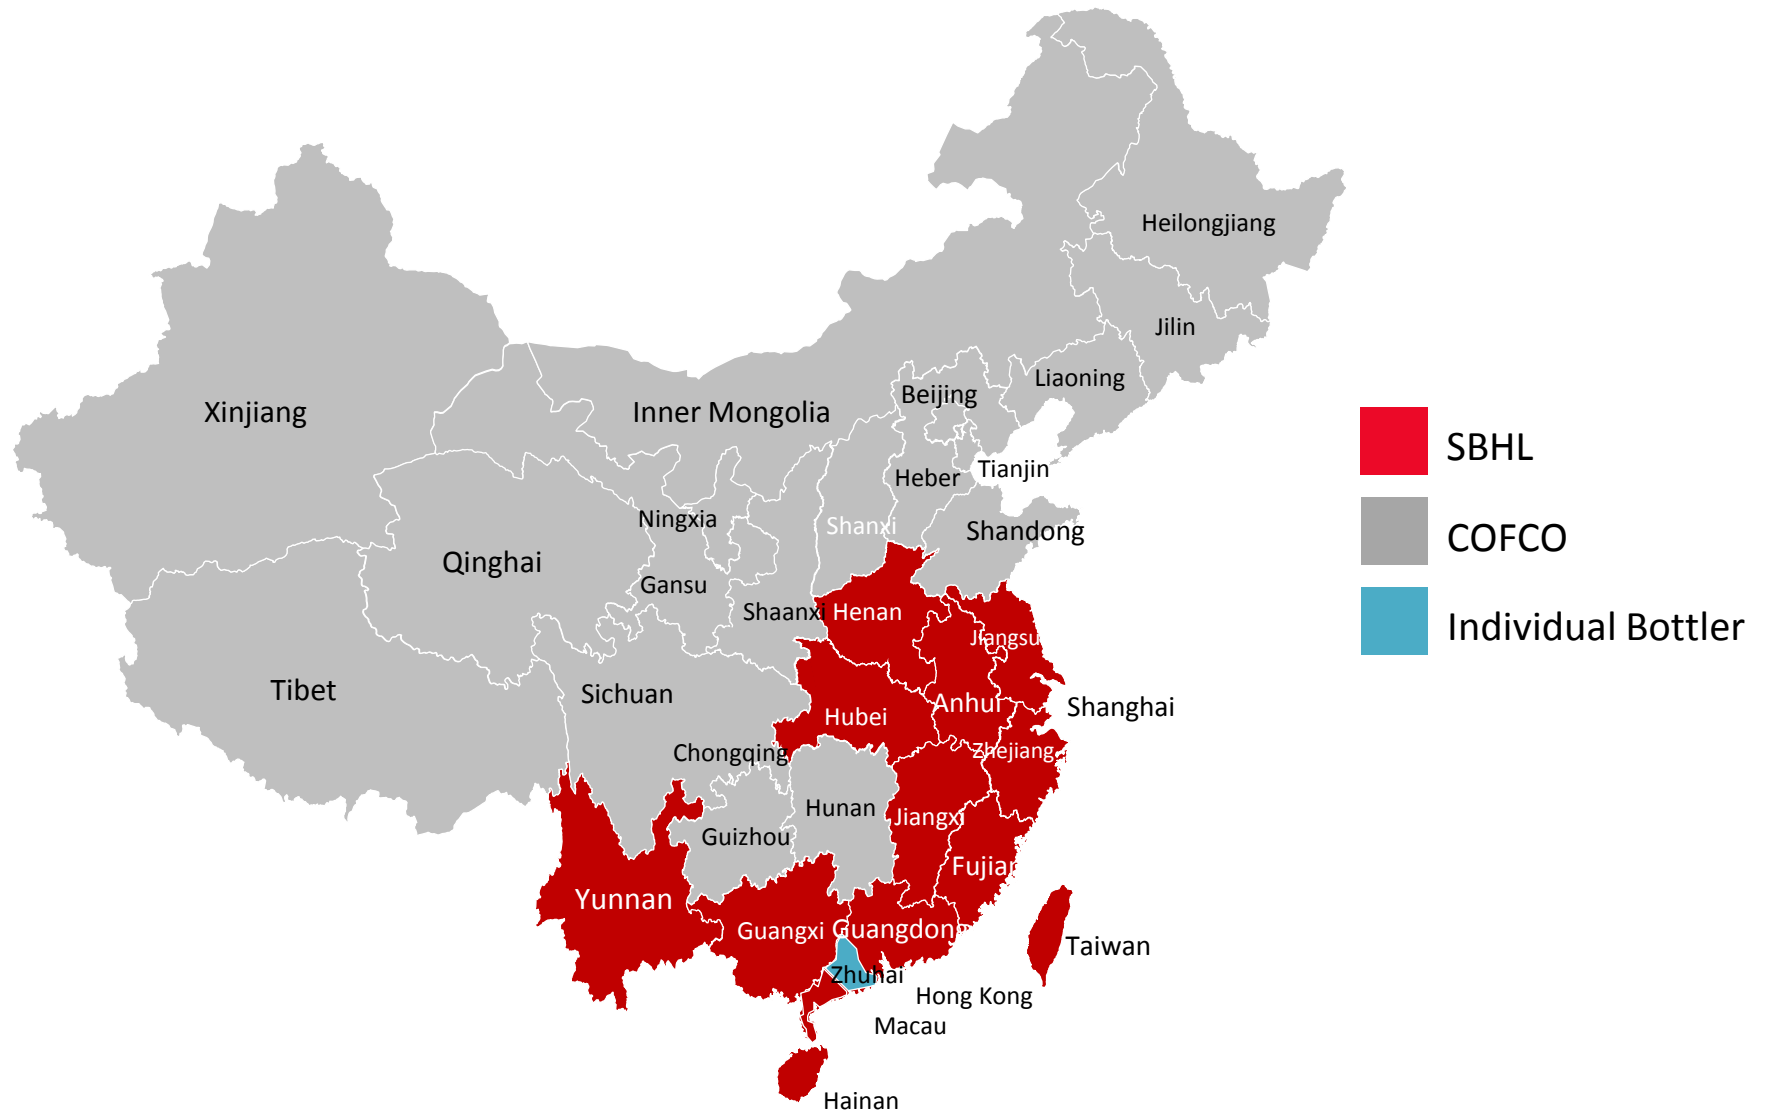 Heilongjiang
Jilin
Liaoning
Beijing
Xinjiang
Inner Mongolia
Tianjin
Heber
Ningxia
Shanxi
Shandong
Qinghai
Gansu
Shaanxi
Henan
Jiangsu
Tibet
Sichuan
Anhui
Shanghai
Hubei
Chongqing
Zhejiang
Hunan
Jiangxi
Guizhou
Fujian
Yunnan
Guangxi
Guangdong
Taiwan
Zhuhai
Hong Kong
Macau
Hainan
SBHL
COFCO
Individual Bottler